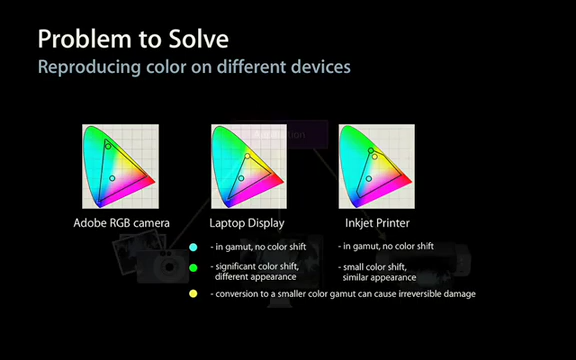 Problem to Solve
Reproducing color on different devices
Adobe RGB camera
Laptop Display
Inkjet Printer
- in gamut, no color shift
- in gamut, no color shift
- significant color shift,
different appearance
- small color shift,
similar appearance
- conversion to a smaller color gamut can cause irreversible damage